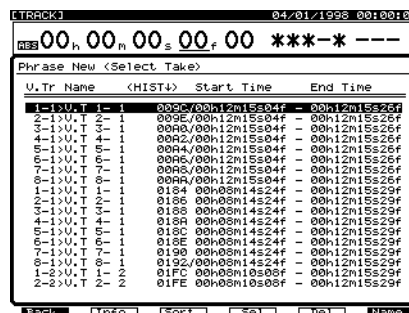 [TRACK] 04/01/1998 00:00:0
ABS 00h 00m 00s 00f 00 ***-* ---
Phrase New (Select Take)
V.Tr Name (HIST↓) Start Time End Time
1-1>V.T 1- 1 009C/00h12m15s04f - 00h12m15s26f
2-1>V.T 2- 1 009E/00h12m15s04f - 00h12m15s26f
3-1>V.T 3- 1 00A0/00h12m15s04f - 00h12m15s26f
4-1>V.T 4- 1 00A2/00h12m15s04f - 00h12m15s26f
5-1>V.T 5- 1 00A4/00h12m15s04f - 00h12m15s26f
6-1>V.T 6- 1 00A6/00h12m15s04f - 00h12m15s26f
7-1>V.T 7- 1 00A8/00h12m15s04f - 00h12m15s26f
8-1>V.T 8- 1 00AA/00h12m15s04f - 00h12m15s26f
1-1>V.T 1- 1 0184 00h08m14s24f - 00h12m15s29f
2-1>V.T 2- 1 0186 00h08m14s24f - 00h12m15s29f
3-1>V.T 3- 1 0188 00h08m14s24f - 00h12m15s29f
4-1>V.T 4- 1 018A 00h08m14s24f - 00h12m15s29f
5-1>V.T 5- 1 018C 00h08m14s24f - 00h12m15s29f
6-1>V.T 6- 1 018E 00h08m14s24f - 00h12m15s29f
7-1>V.T 7- 1 0190 00h08m14s24f - 00h12m15s29f
8-1>V.T 8- 1 0192/00h08m14s24f - 00h12m15s29f
1-2>V.T 1- 2 01FC 00h08m10s08f - 00h12m15s29f
2-2>V.T 2- 2 01FE 00h08m10s08f - 00h12m15s29f
Back Info Sort Sel Del Name